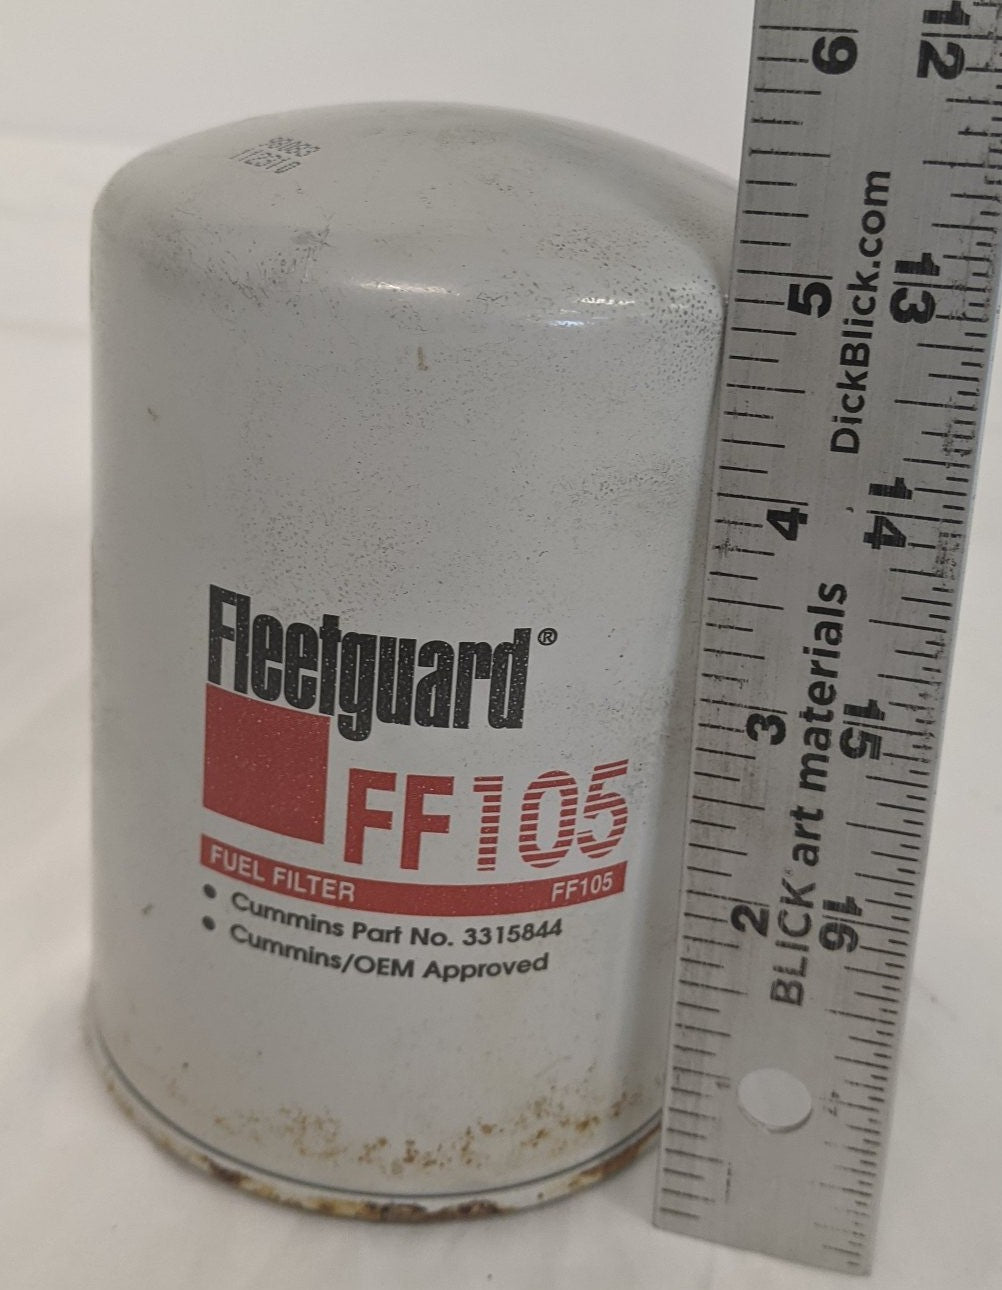 Fleetguard®
FF105
FUEL FILTER FF105
• Cummins Part No. 3315844
• Cummins/OEM Approved
6
5
4
3
2
DickBlick.com
BLICK art materials
12
13
14
15
16